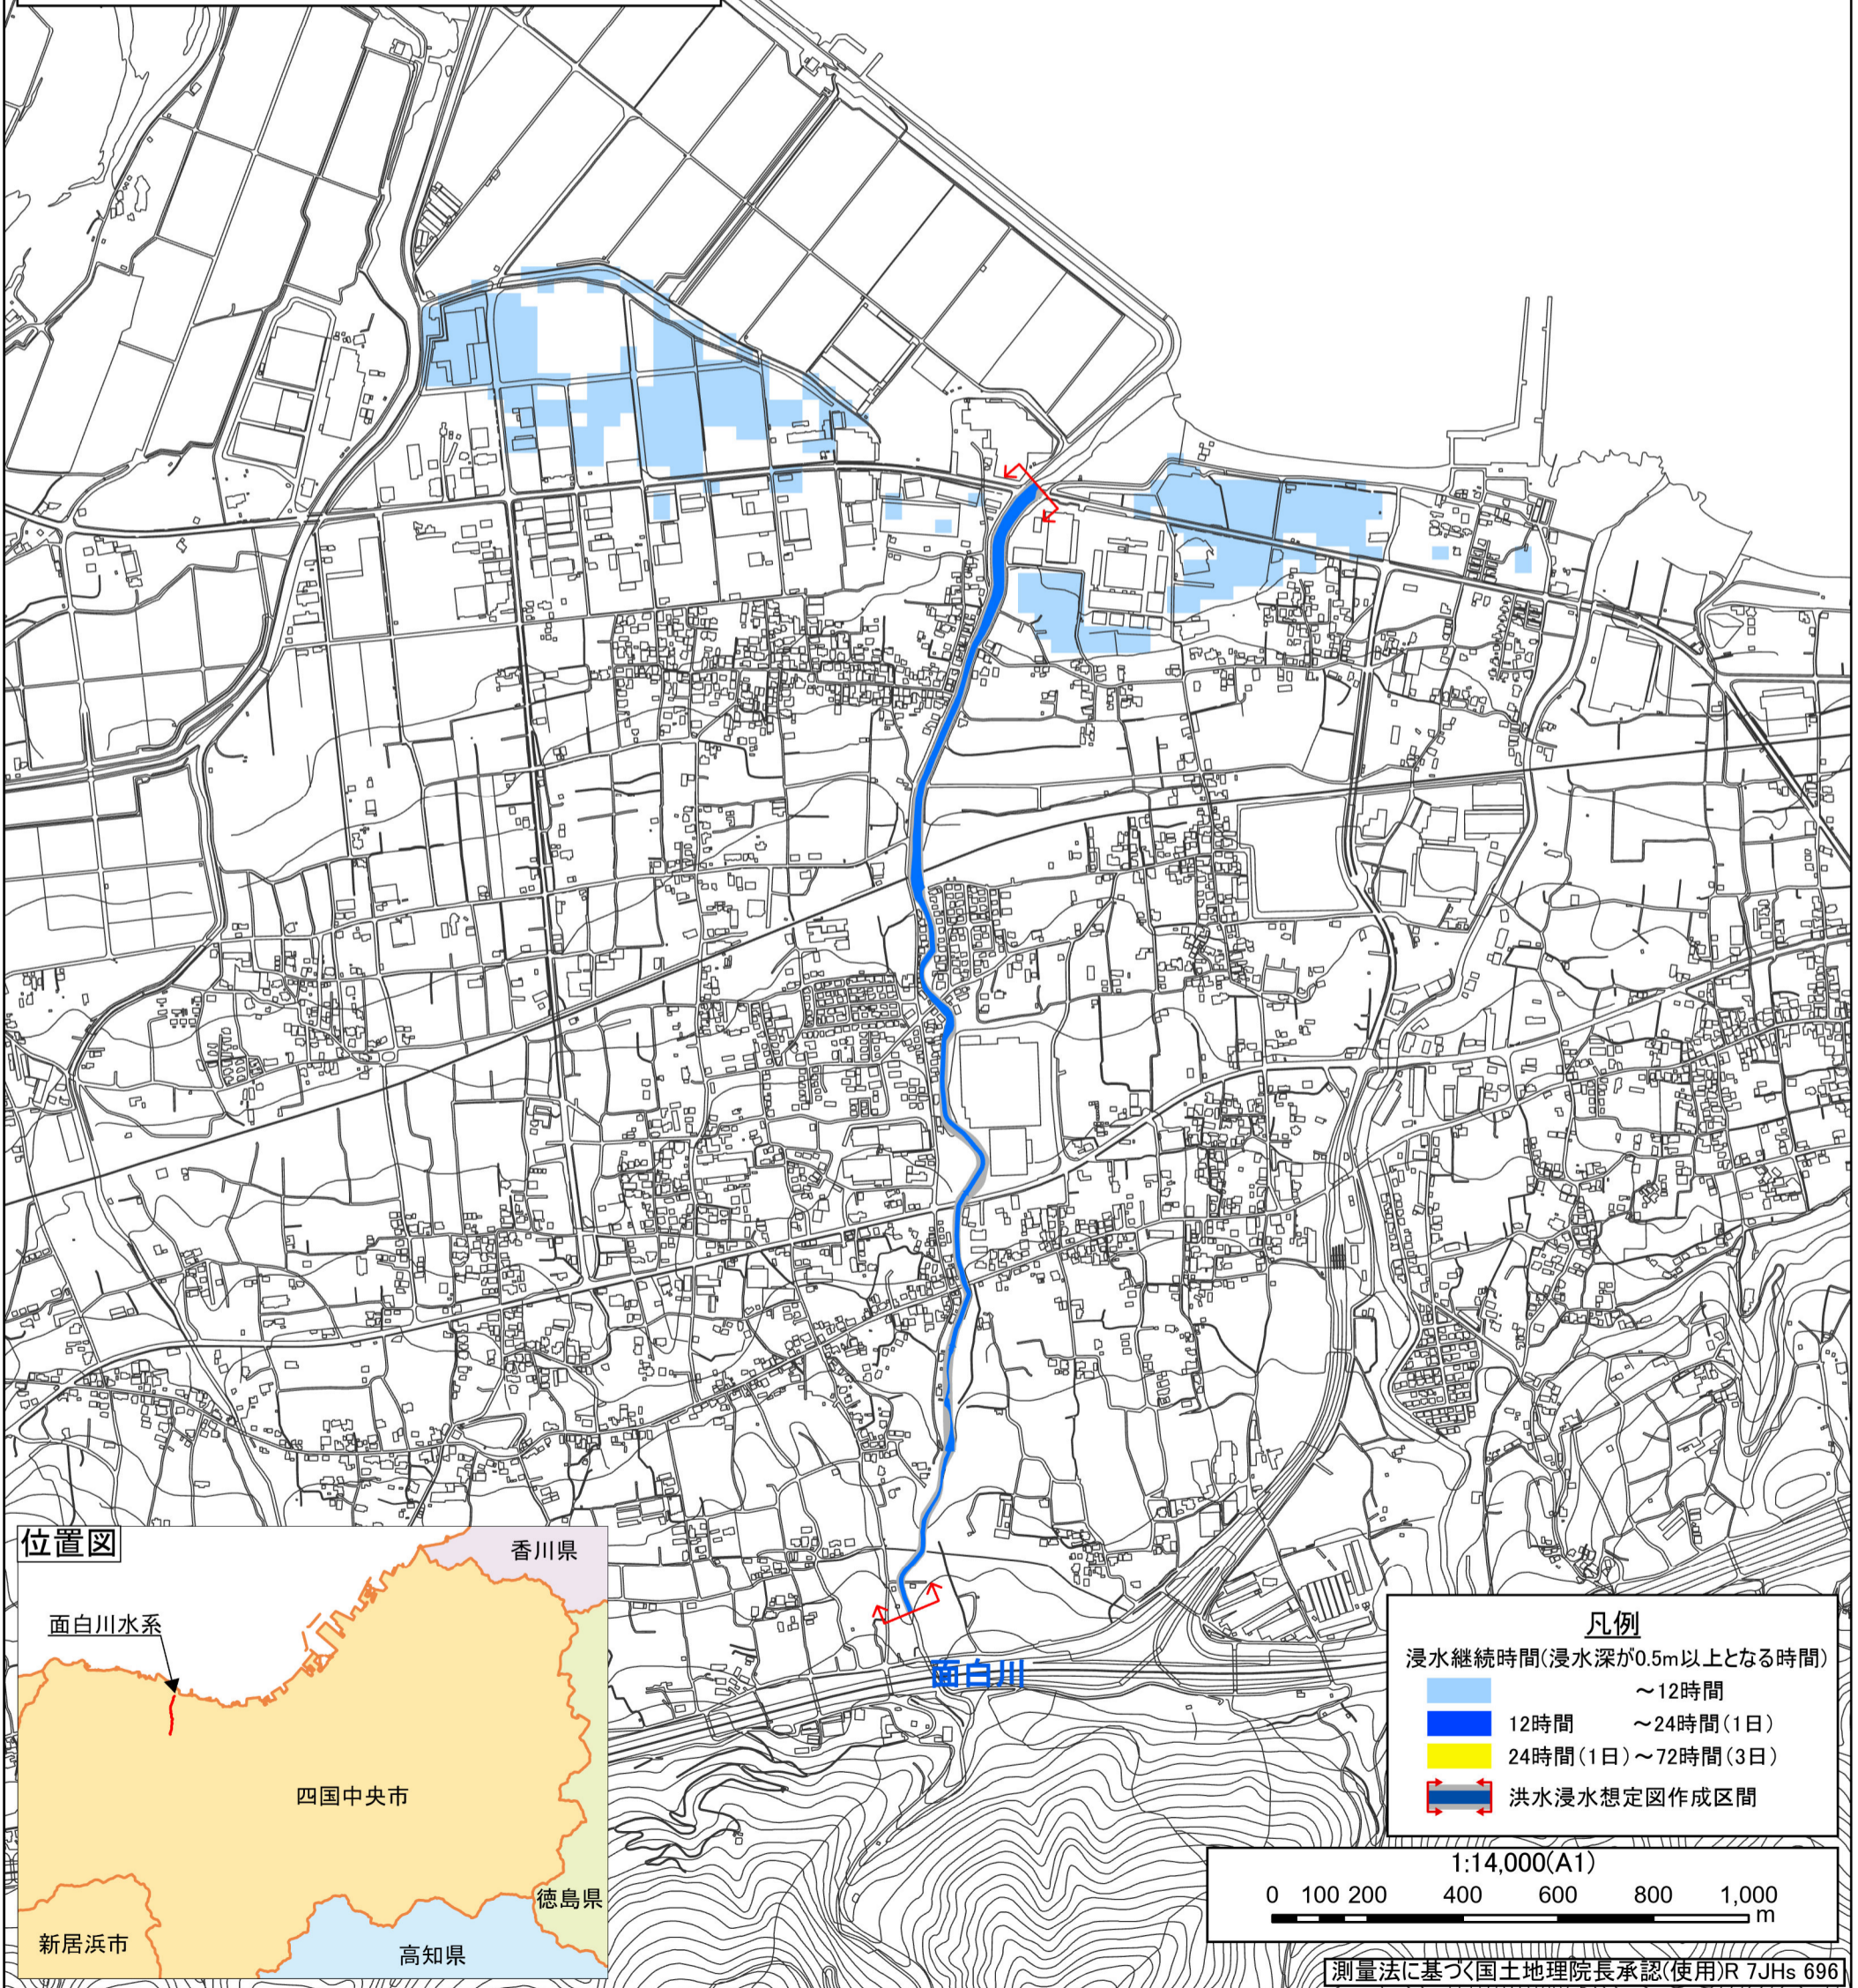 位置図
香川県
面白川水系
四国中央市
徳島県
新居浜市
高知県
面白川
凡例
浸水継続時間(浸水深が0.5m以上となる時間)
～12時間
12時間 ～24時間(1日)
24時間(1日)～72時間(3日)
洪水浸水想定図作成区間
1:14,000(A1)
0 100 200 400 600 800 1,000
m
測量法に基づく国土地理院長承認(使用)R 7JHs 696